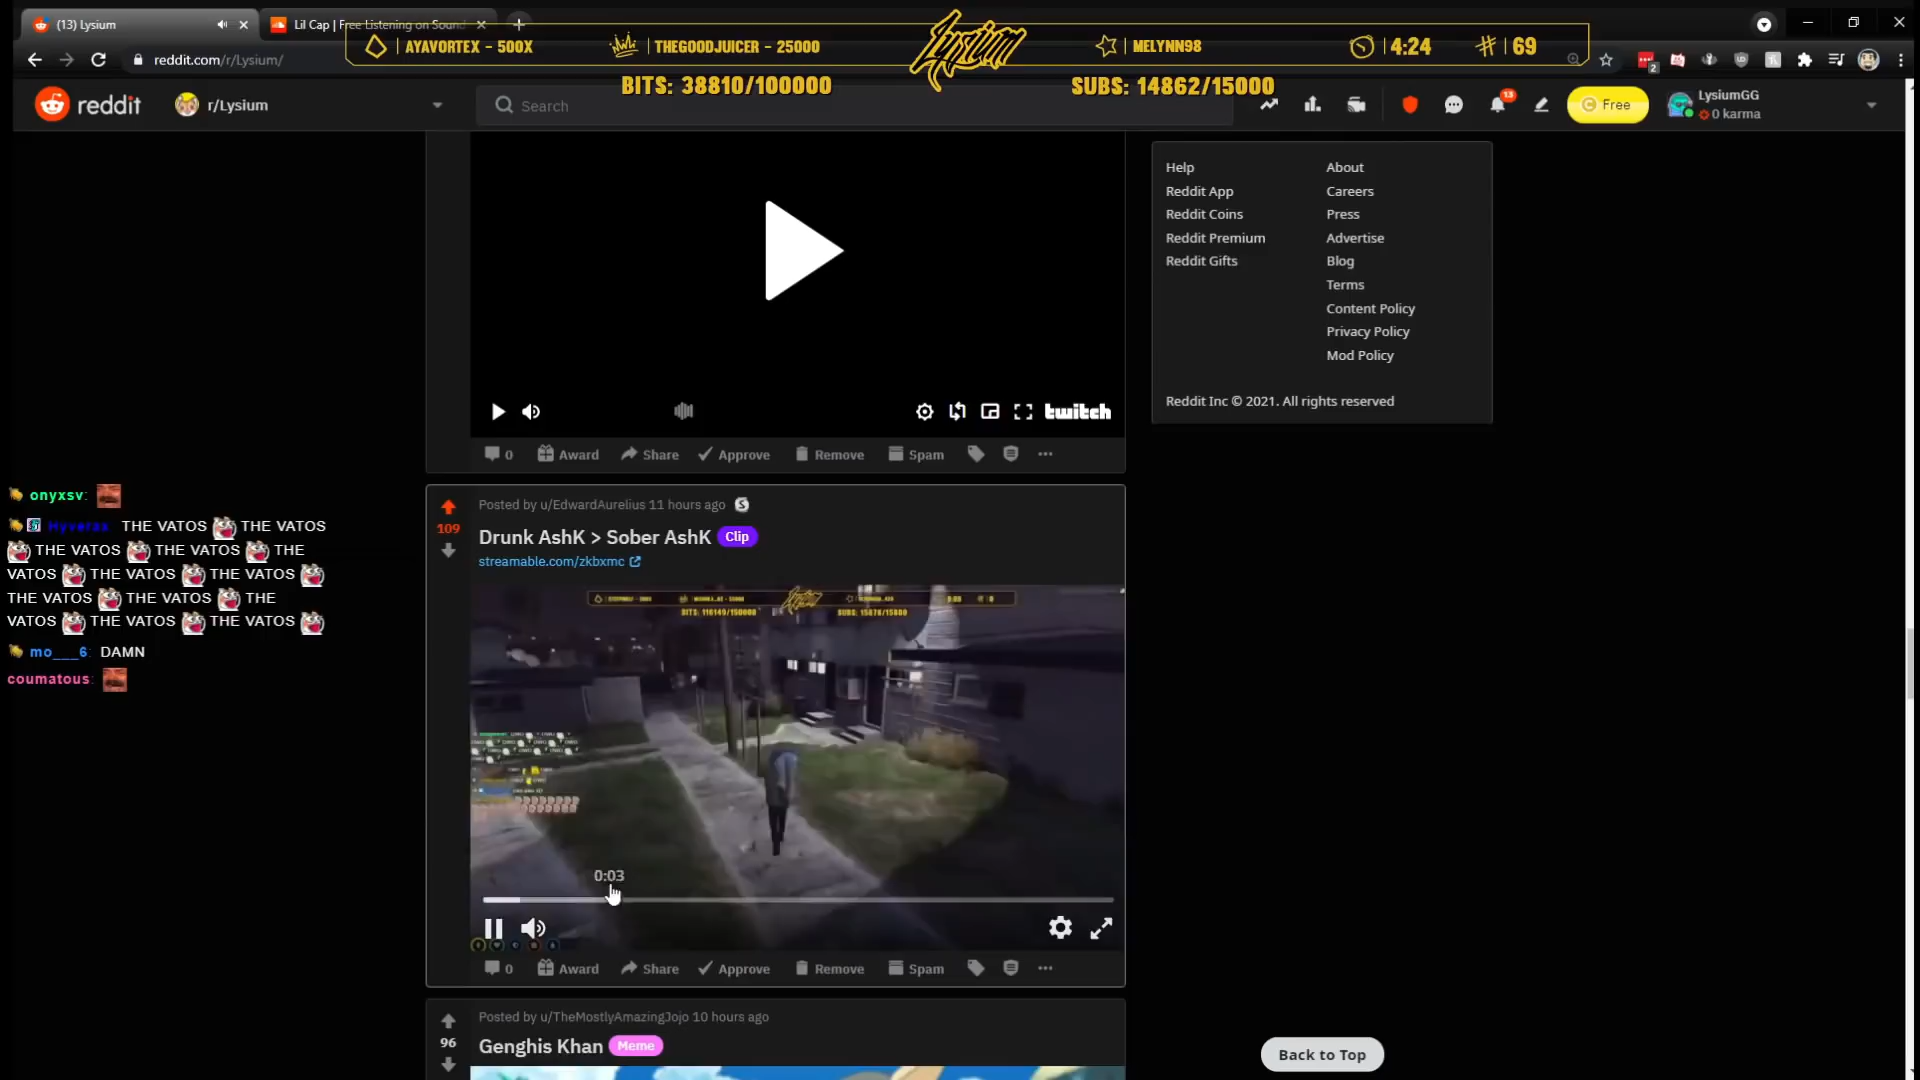 (13) Lysium
Lil Cap | Free Listening on Sound
AYAVORTEX - 500X
THEGOODJUICER - 25000
Lysium
MELYNN98
4:24
69
BITS: 38810/100000
SUBS: 14862/15000
reddit.com/r/Lysium/
reddit
r/Lysium
Search
13
Free
LysiumGG
0 karma
Help
About
Reddit App
Careers
Reddit Coins
Press
Reddit Premium
Advertise
Reddit Gifts
Blog
Terms
Content Policy
Privacy Policy
Mod Policy
Reddit Inc © 2021. All rights reserved
twitch
0
Award
Share
Approve
Remove
Spam
onyxsv:
Hyverax THE VATOS THE VATOS
THE VATOS THE VATOS THE
VATOS THE VATOS THE VATOS
THE VATOS THE VATOS THE
VATOS THE VATOS THE VATOS
mo___6: DAMN
coumatous:
109
Posted by u/EdwardAurelius 11 hours ago
Drunk AshK > Sober AshK Clip
streamable.com/zkbxmc
0:03
0
Award
Share
Approve
Remove
Spam
Posted by u/TheMostlyAmazingJojo 10 hours ago
96
Genghis Khan Meme
Back to Top